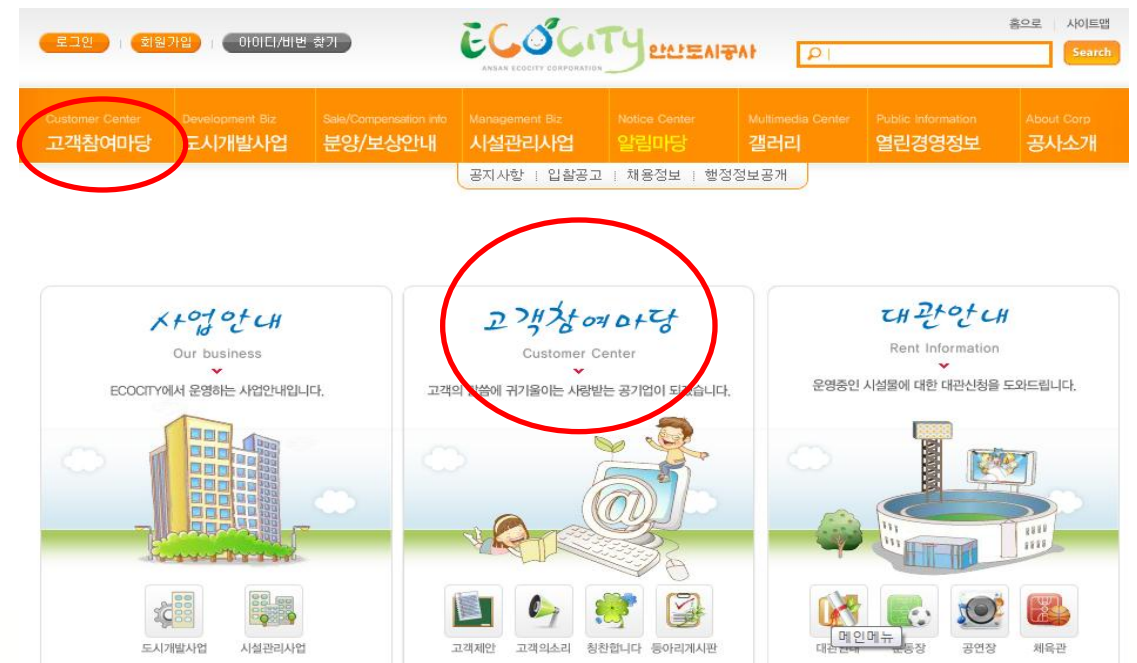 로그인 회원가입 아이디/비번 찾기
ECOCITY 안산도시공사
ANSAN ECOCITY CORPORATION
홈으로 사이트맵
Search
Customer Center Development Biz Sale/Compensation info Management Biz Notice Center Multimedia Center Public Information About Corp
고객참여마당 도시개발사업 분양/보상안내 시설관리사업 알림마당 갤러리 열린경영정보 공사소개
공지사항 입찰공고 채용정보 행정정보공개
사업안내
Our business
ECOCITY에서 운영하는 사업안내입니다.
도시개발사업 시설관리사업
고객참여마당
Customer Center
고객의 말씀에 귀기울이는 사랑받는 공기업이 되겠습니다.
고객제안 고객의소리 칭찬합니다 동아리게시판
대관안내
Rent Information
운영중인 시설물에 대한 대관신청을 도와드립니다.
메인메뉴
공연장 체육관